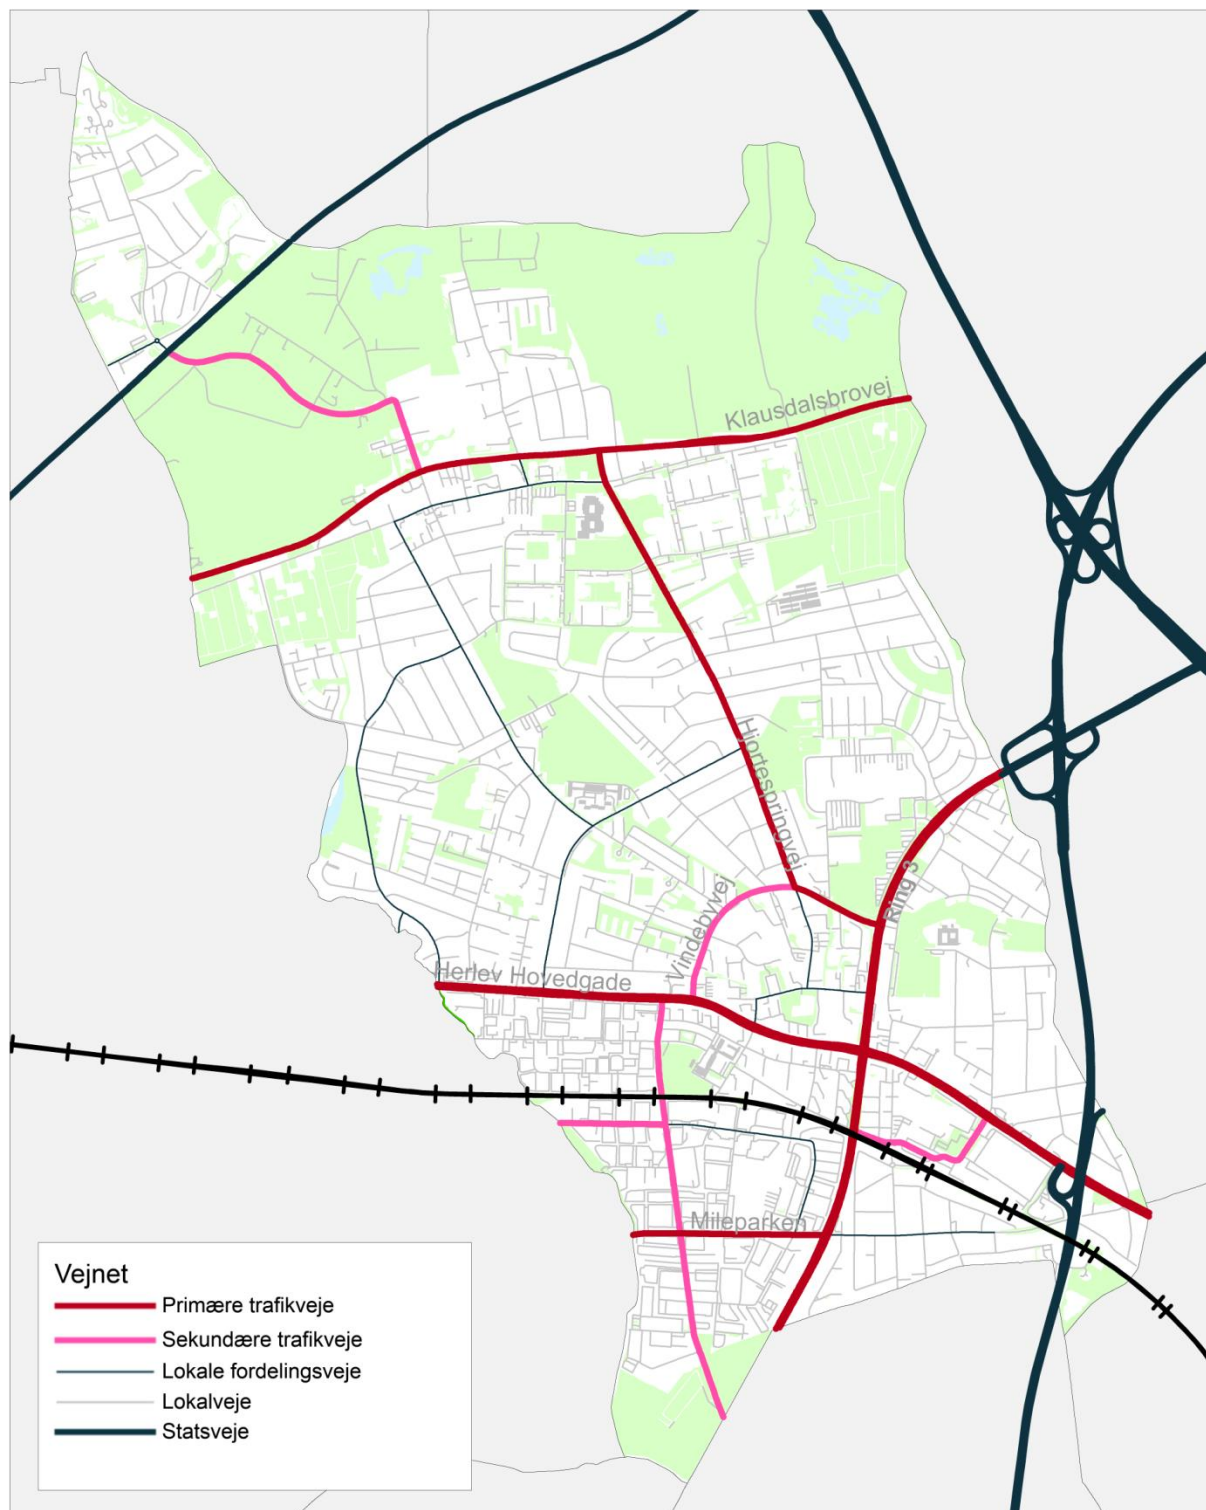 Klausdalsbrovej
Hjortespringvej
Ring 3
Vindebyvej
Herlev Hovedgade
Mileparken
Vejnet
Primære trafikveje
Sekundære trafikveje
Lokale fordelingsveje
Lokalveje
Statsveje